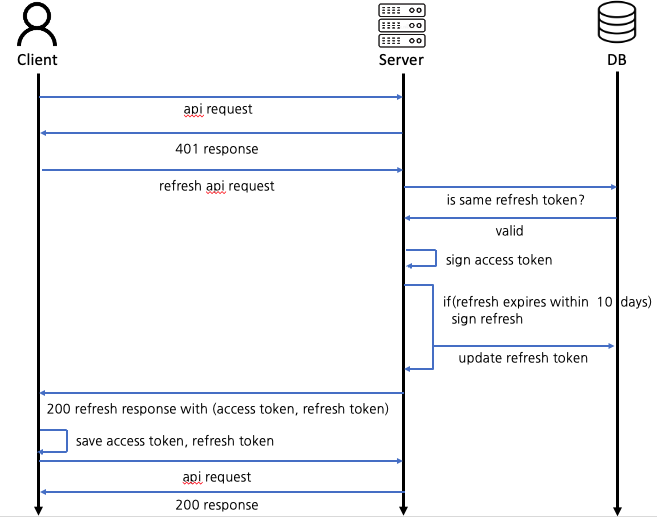 Client
Server
DB
api request
401 response
refresh api request
is same refresh token?
valid
sign access token
if(refresh expires within 10 days)
sign refresh
update refresh token
200 refresh response with (access token, refresh token)
save access token, refresh token
api request
200 response